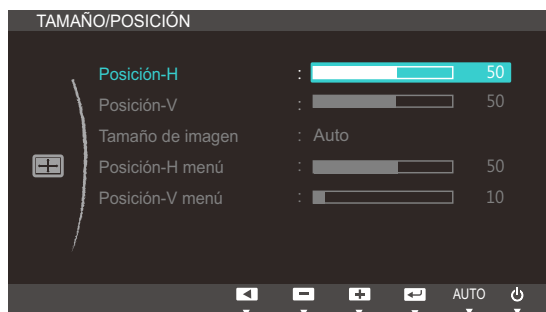 TAMAÑO/POSICIÓN
Posición-H : 50
Posición-V : 50
Tamaño de imagen : Auto
Posición-H menú : 50
Posición-V menú : 10
AUTO